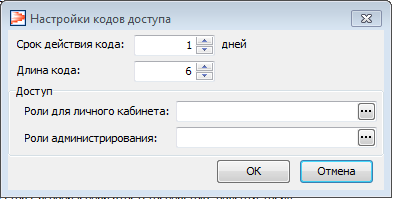 Настройки кодов доступа
Срок действия кода: 1 дней
Длина кода: 6
Доступ
Роли для личного кабинета:
Роли администрирования:
OK Отмена